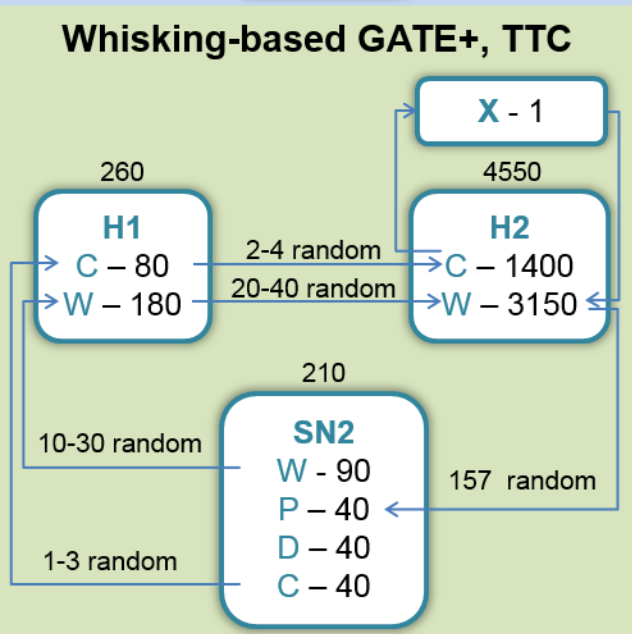 Whisking-based GATE+, TTC
X - 1
260
4550
H1
C – 80
W – 180
2-4 random
20-40 random
H2
C – 1400
W – 3150
210
SN2
W - 90
P – 40
D – 40
C – 40
10-30 random
1-3 random
157 random